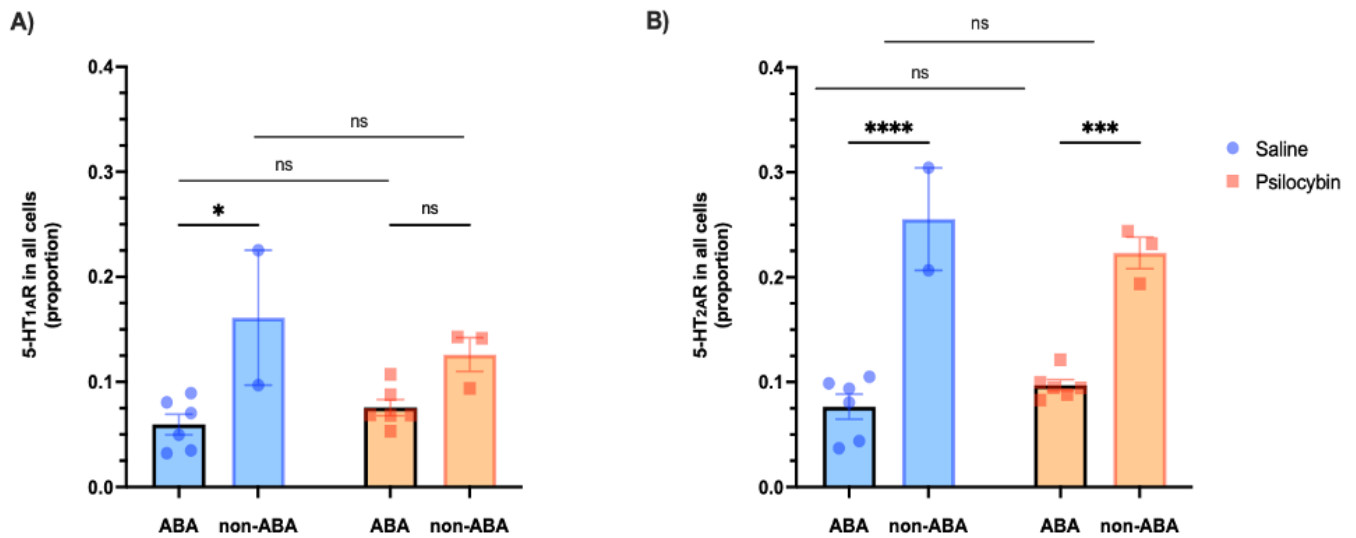 A)
5-HT1AR in all cells
(proportion)
0.4
0.3
0.2
0.1
0.0
ns
ns
*
ns
ABA
non-ABA
ABA
non-ABA
B)
5-HT2AR in all cells
(proportion)
0.4
0.3
0.2
0.1
0.0
ns
ns
****
***
ABA
non-ABA
ABA
non-ABA
Saline
Psilocybin